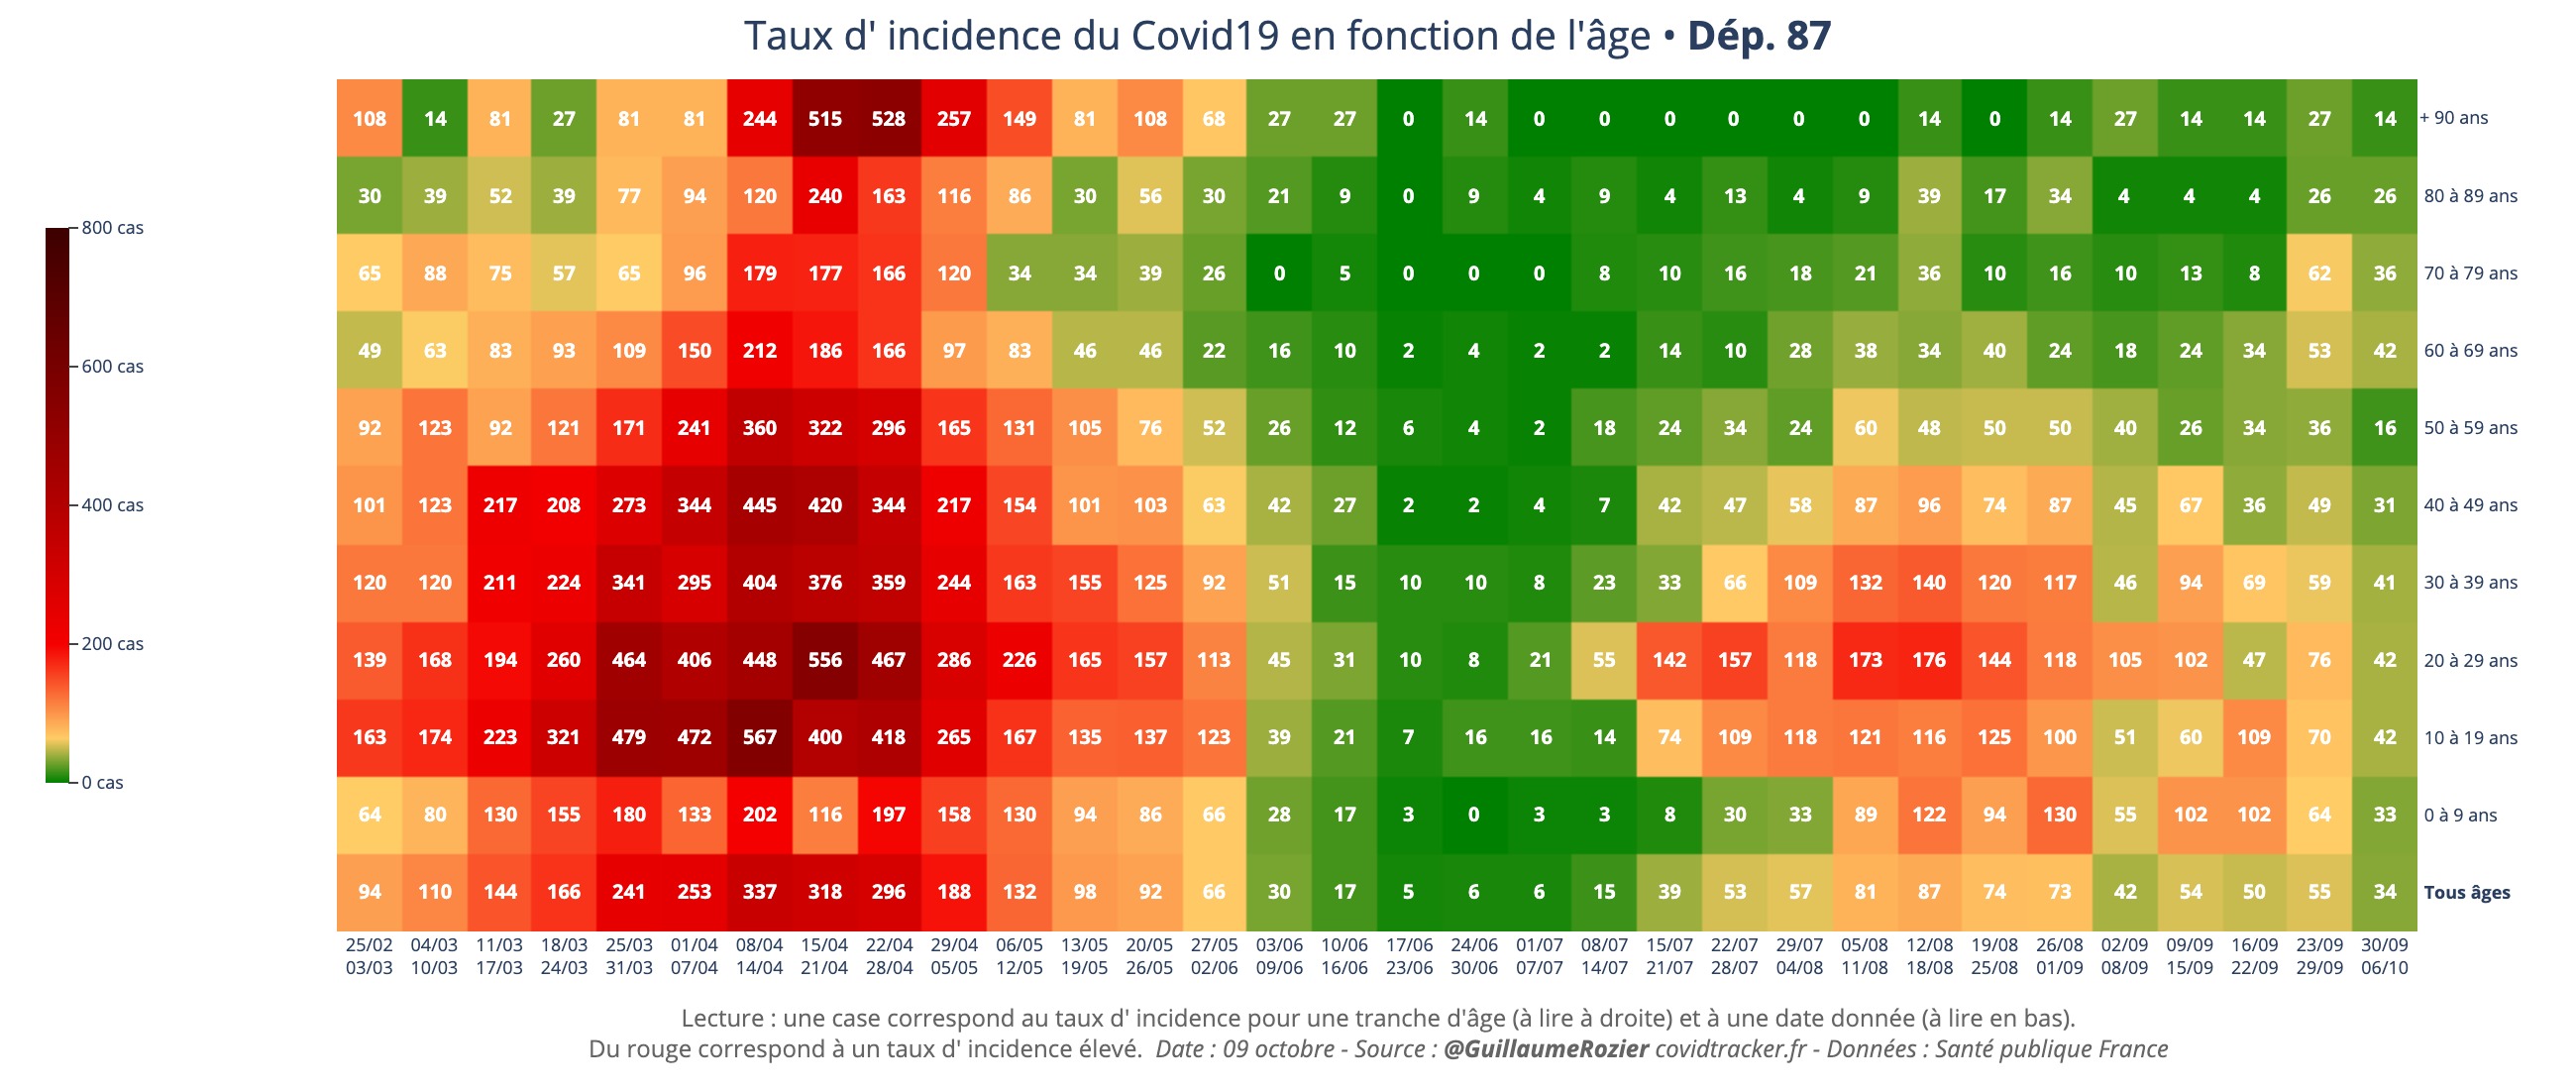 Taux d' incidence du Covid19 en fonction de l'âge • Dép. 87
800 cas
600 cas
400 cas
200 cas
0 cas
108 14 81 27 81 81 244 515 528 257 149 81 108 68 27 27 0 14 0 0 0 0 0 0 14 0 14 27 14 14 27 14 + 90 ans
30 39 52 39 77 94 120 240 163 116 86 30 56 30 21 9 0 9 4 9 4 13 4 9 39 17 34 4 4 4 26 26 80 à 89 ans
65 88 75 57 65 96 179 177 166 120 34 34 39 26 0 5 0 0 0 8 10 16 18 21 36 10 16 10 13 8 62 36 70 à 79 ans
49 63 83 93 109 150 212 186 166 97 83 46 46 22 16 10 2 4 2 2 14 10 28 38 34 40 24 18 24 34 53 42 60 à 69 ans
92 123 92 121 171 241 360 322 296 165 131 105 76 52 26 12 6 4 2 18 24 34 24 60 48 50 50 40 26 34 36 16 50 à 59 ans
101 123 217 208 273 344 445 420 344 217 154 101 103 63 42 27 2 2 4 7 42 47 58 87 96 74 87 45 67 36 49 31 40 à 49 ans
120 120 211 224 341 295 404 376 359 244 163 155 125 92 51 15 10 10 8 23 33 66 109 132 140 120 117 46 94 69 59 41 30 à 39 ans
139 168 194 260 464 406 448 556 467 286 226 165 157 113 45 31 10 8 21 55 142 157 118 173 176 144 118 105 102 47 76 42 20 à 29 ans
163 174 223 321 479 472 567 400 418 265 167 135 137 123 39 21 7 16 16 14 74 109 118 121 116 125 100 51 60 109 70 42 10 à 19 ans
64 80 130 155 180 133 202 116 197 158 130 94 86 66 28 17 3 0 3 3 8 30 33 89 122 94 130 55 102 102 64 33 0 à 9 ans
94 110 144 166 241 253 337 318 296 188 132 98 92 66 30 17 5 6 6 15 39 53 57 81 87 74 73 42 54 50 55 34 Tous âges
25/02 04/03 11/03 18/03 25/03 01/04 08/04 15/04 22/04 29/04 06/05 13/05 20/05 27/05 03/06 10/06 17/06 24/06 01/07 08/07 15/07 22/07 29/07 05/08 12/08 19/08 26/08 02/09 09/09 16/09 23/09 30/09
03/03 10/03 17/03 24/03 31/03 07/04 14/04 21/04 28/04 05/05 12/05 19/05 26/05 02/06 09/06 16/06 23/06 30/06 07/07 14/07 21/07 28/07 04/08 11/08 18/08 25/08 01/09 08/09 15/09 22/09 29/09 06/10
Lecture : une case correspond au taux d' incidence pour une tranche d'âge (à lire à droite) et à une date donnée (à lire en bas).
Du rouge correspond à un taux d' incidence élevé. Date : 09 octobre - Source : @GuillaumeRozier covidtracker.fr - Données : Santé publique France